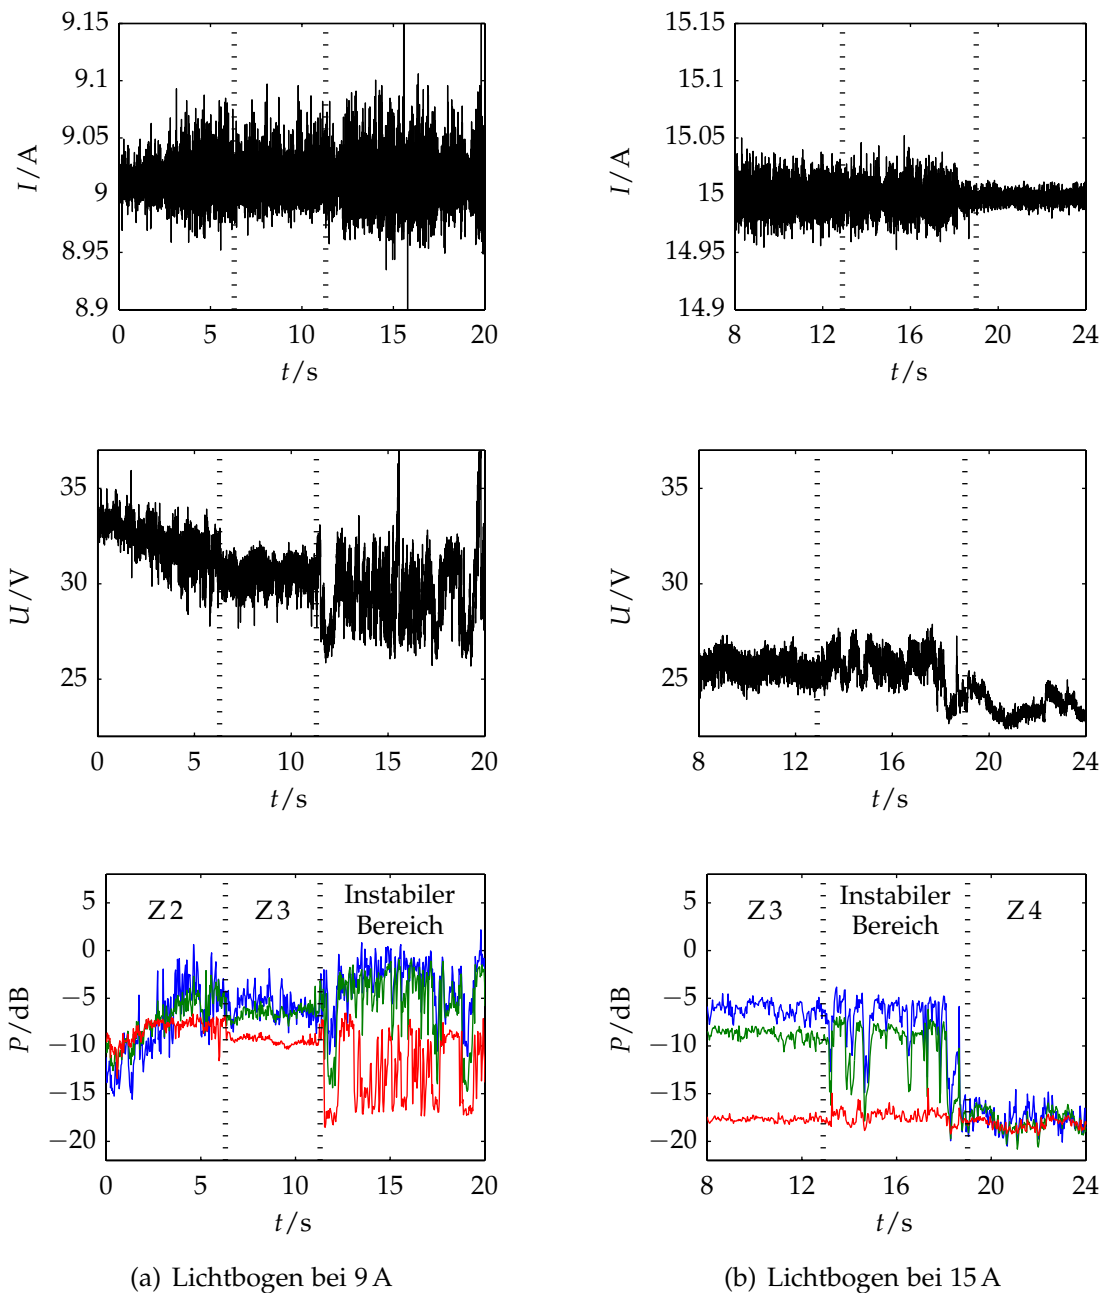 9.15
9.1
9.05
9
8.95
8.9
I/A
0 5 10 15 20
t/s
15.15
15.1
15.05
15
14.95
14.9
I/A
8 12 16 20 24
t/s
35
30
25
U/V
0 5 10 15 20
t/s
35
30
25
U/V
8 12 16 20 24
t/s
5
0
−5
−10
−15
−20
P/dB
Z 2
Z 3
Instabiler
Bereich
0 5 10 15 20
t/s
5
0
−5
−10
−15
−20
P/dB
Z 3
Instabiler
Bereich
Z 4
8 12 16 20 24
t/s
(a) Lichtbogen bei 9 A
(b) Lichtbogen bei 15 A